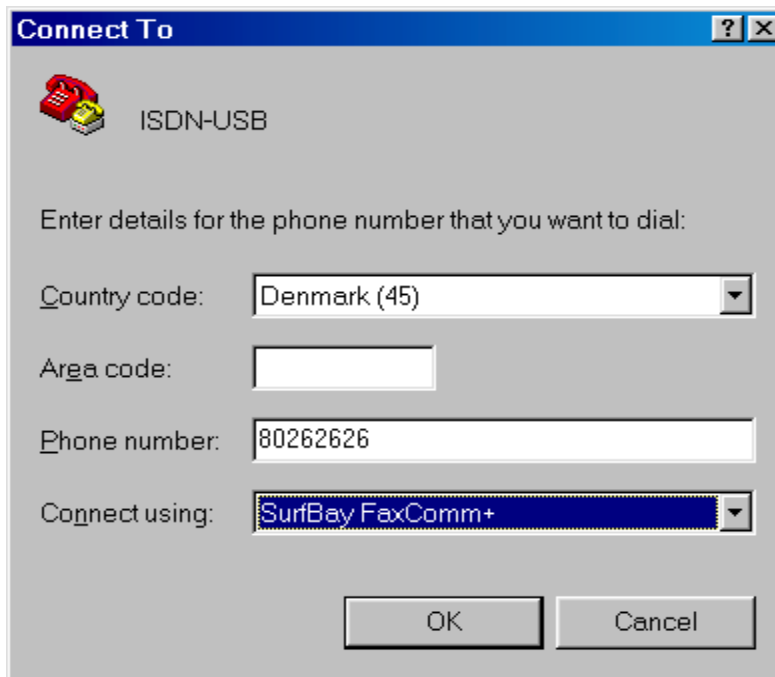 Connect To
ISDN-USB
Enter details for the phone number that you want to dial:
Country code: Denmark (45)
Area code:
Phone number: 80262626
Connect using: SurfBay FaxComm+
OK Cancel